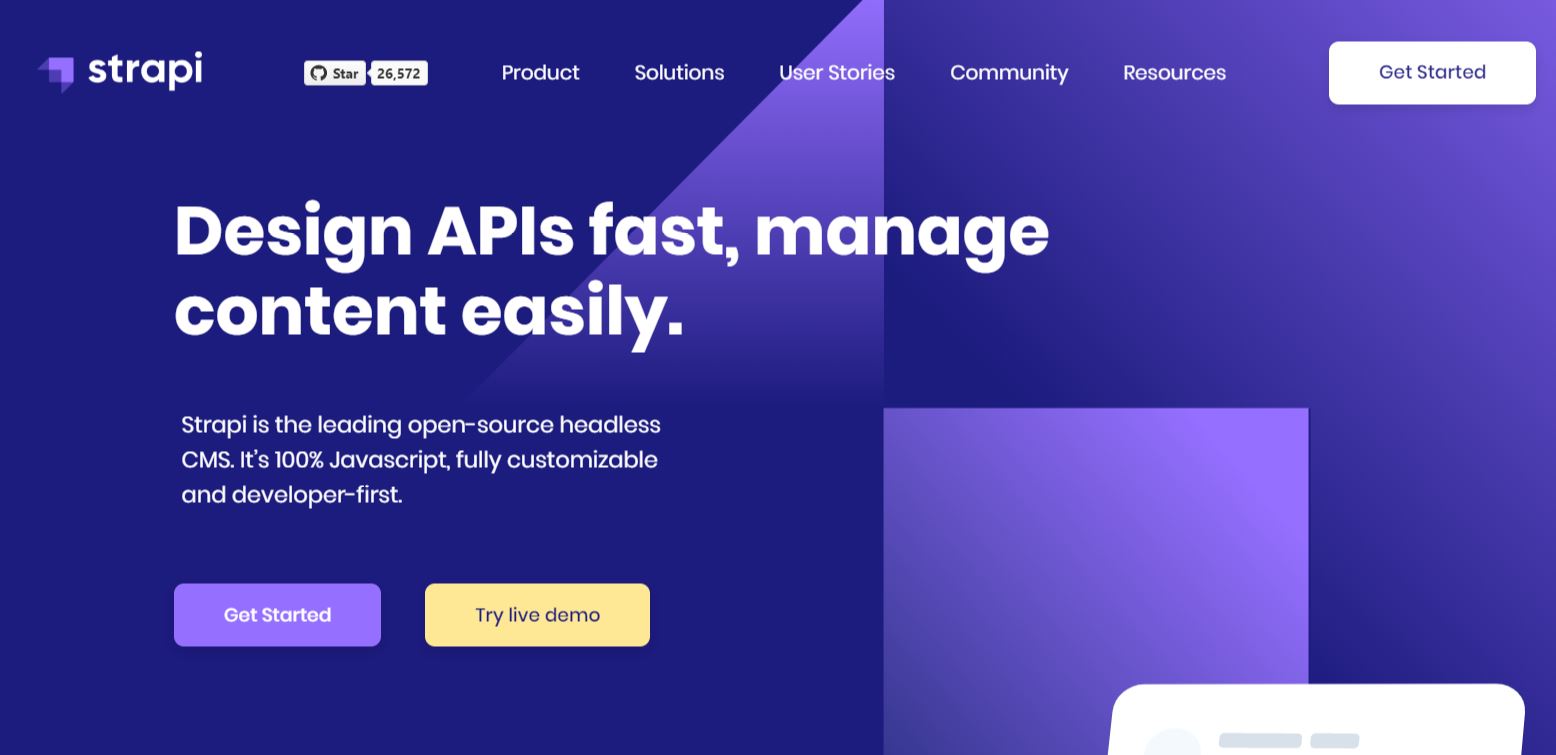 strapi
Star 26,572
Product Solutions User Stories Community Resources
Get Started
Design APIs fast, manage
content easily.
Strapi is the leading open-source headless
CMS. It’s 100% Javascript, fully customizable
and developer-first.
Get Started
Try live demo